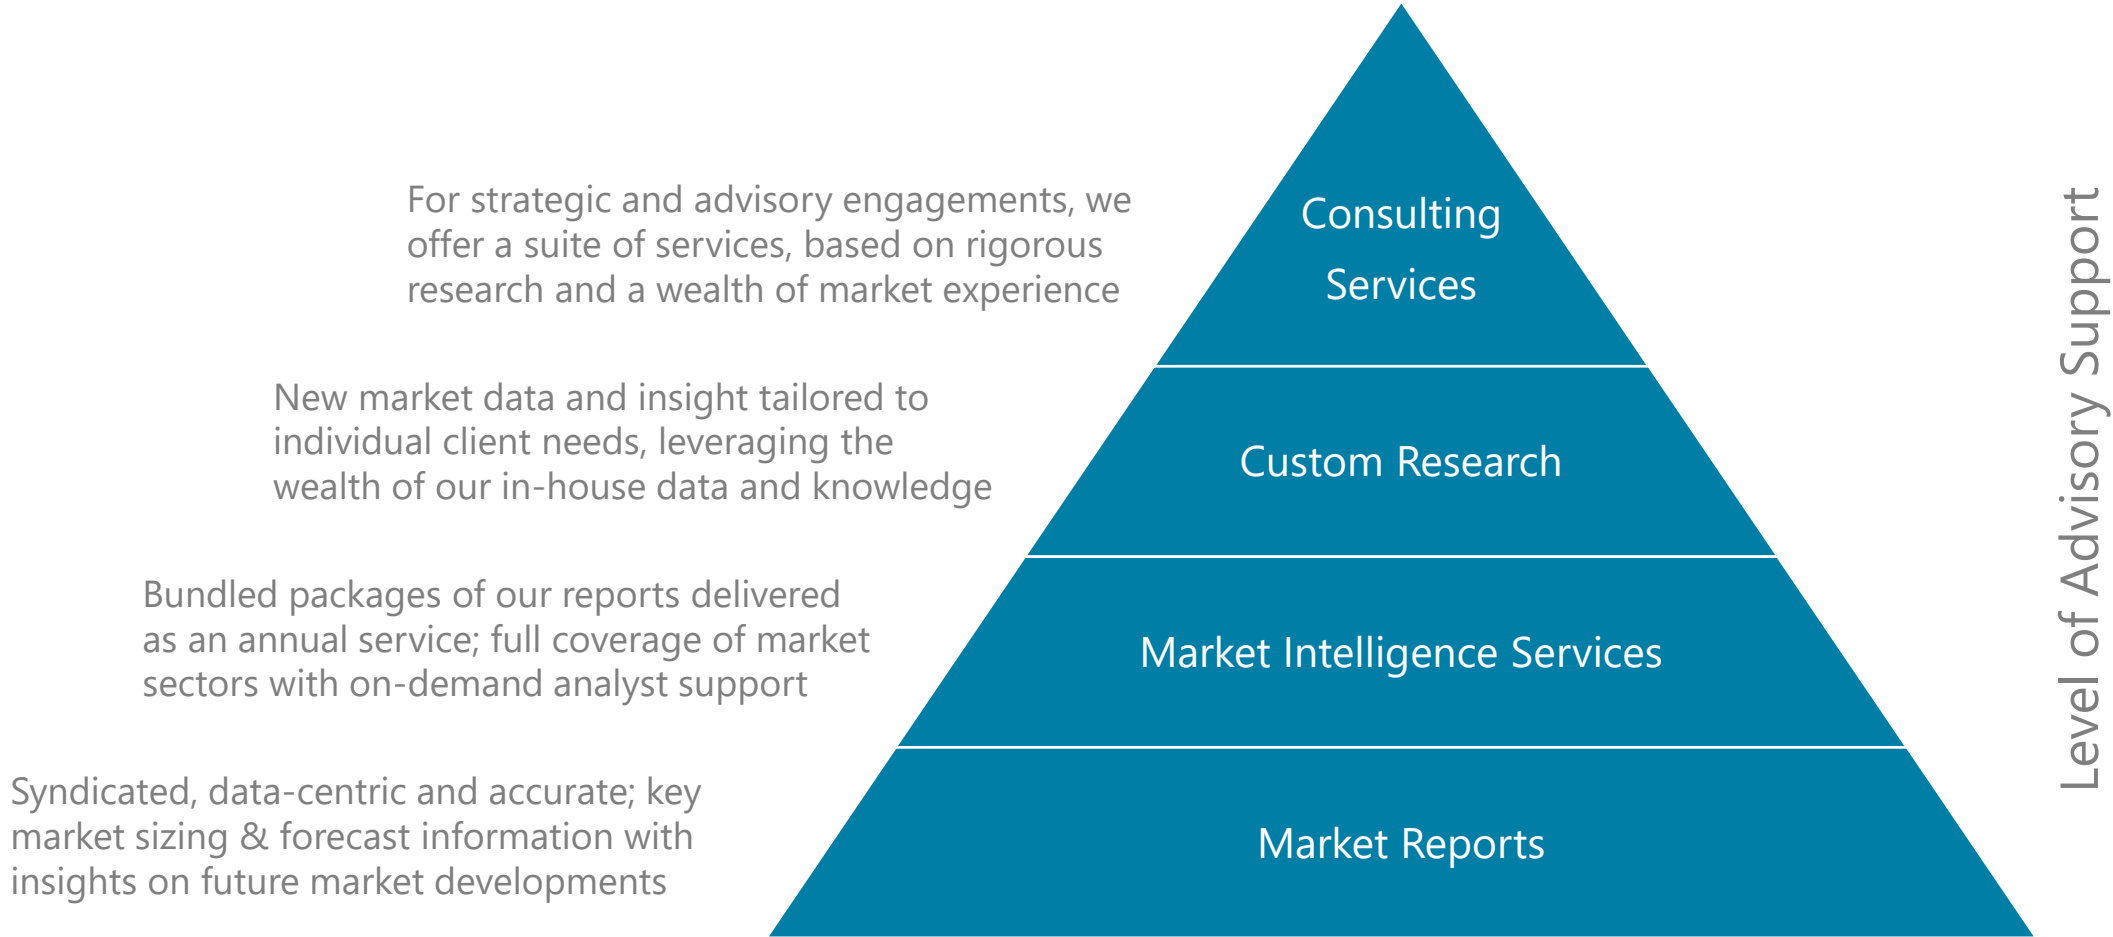 For strategic and advisory engagements, we
offer a suite of services, based on rigorous
research and a wealth of market experience
Consulting
Services
New market data and insight tailored to
individual client needs, leveraging the
wealth of our in-house data and knowledge
Custom Research
Bundled packages of our reports delivered
as an annual service; full coverage of market
sectors with on-demand analyst support
Market Intelligence Services
Syndicated, data-centric and accurate; key
market sizing & forecast information with
insights on future market developments
Market Reports
Level of Advisory Support